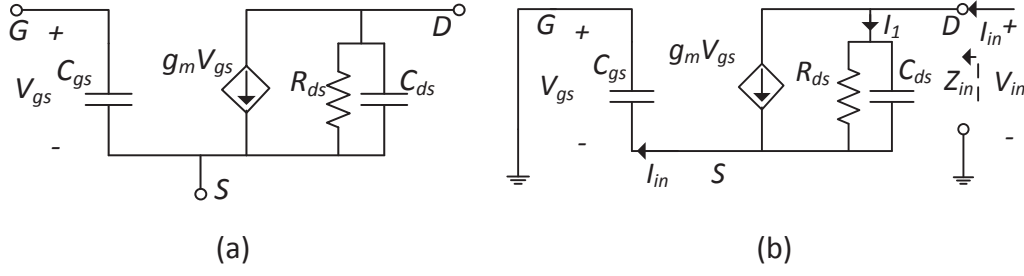 G + D
C_gs g_mV_gs R_ds C_ds
V_gs
-
S
(a)
G + I_1 D I_in +
C_gs g_mV_gs R_ds C_ds
V_gs Z_in V_in
- -
I_in S
(b)